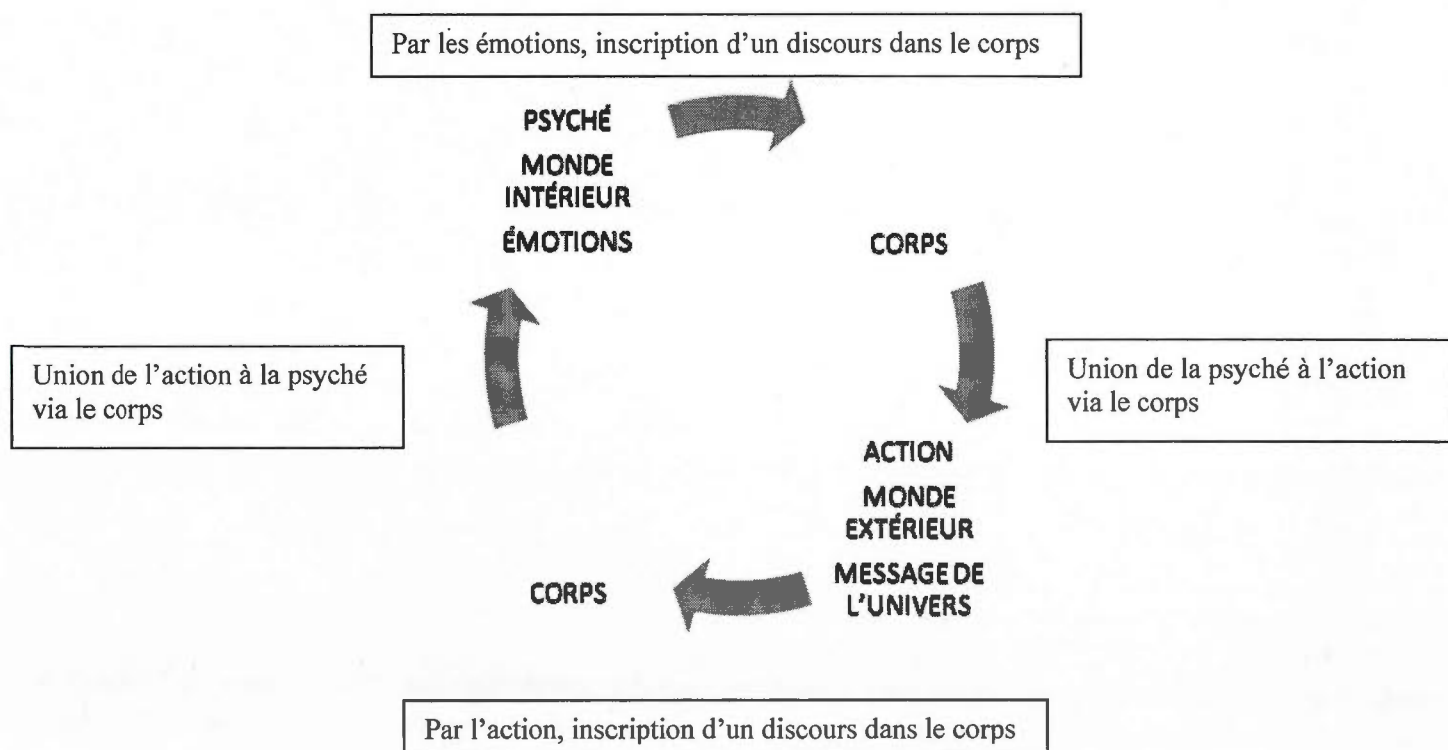 Par les émotions, inscription d'un discours dans le corps
PSYCHÉ
MONDE
INTÉRIEUR
ÉMOTIONS
CORPS
Union de l'action à la psyché
via le corps
Union de la psyché à l'action
via le corps
ACTION
MONDE
EXTÉRIEUR
MESSAGE DE
L'UNIVERS
CORPS
Par l'action, inscription d'un discours dans le corps